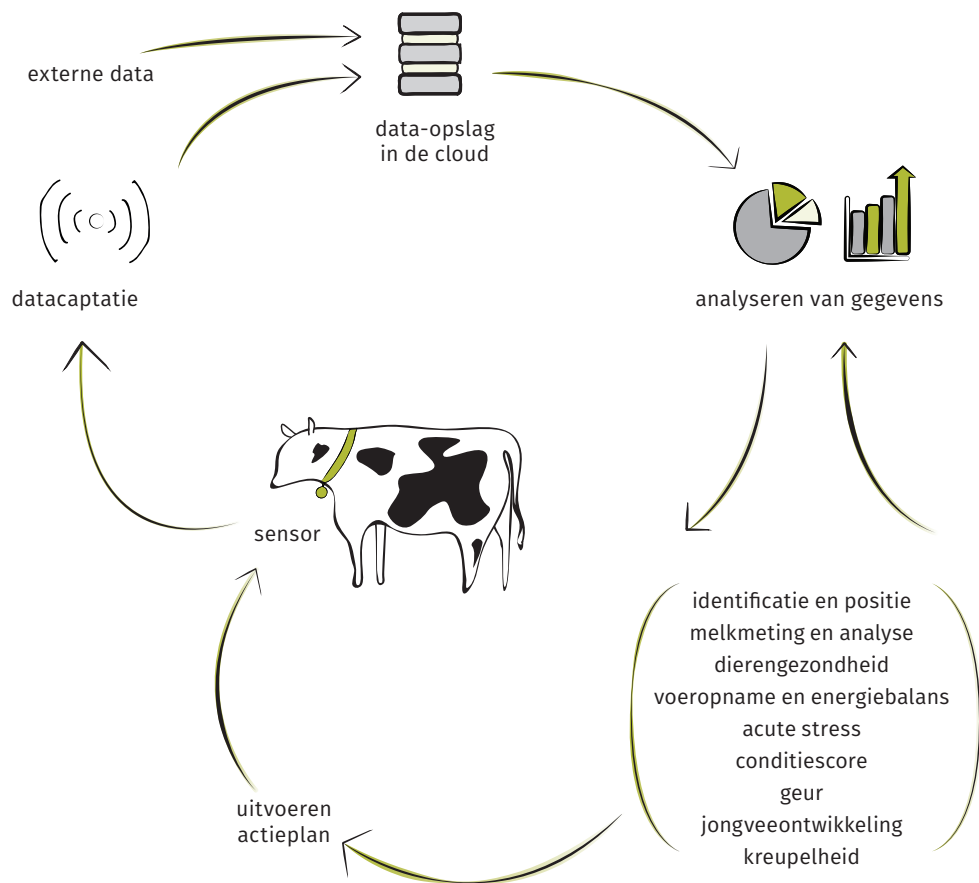 externe data
data-opslag
in de cloud
datacaptatie
analyseren van gegevens
sensor
identificatie en positie
melkmeting en analyse
dierengezondheid
voeropname en energiebalans
acute stress
conditiescore
geur
jongveeontwikkeling
kreupelheid
uitvoeren
actieplan